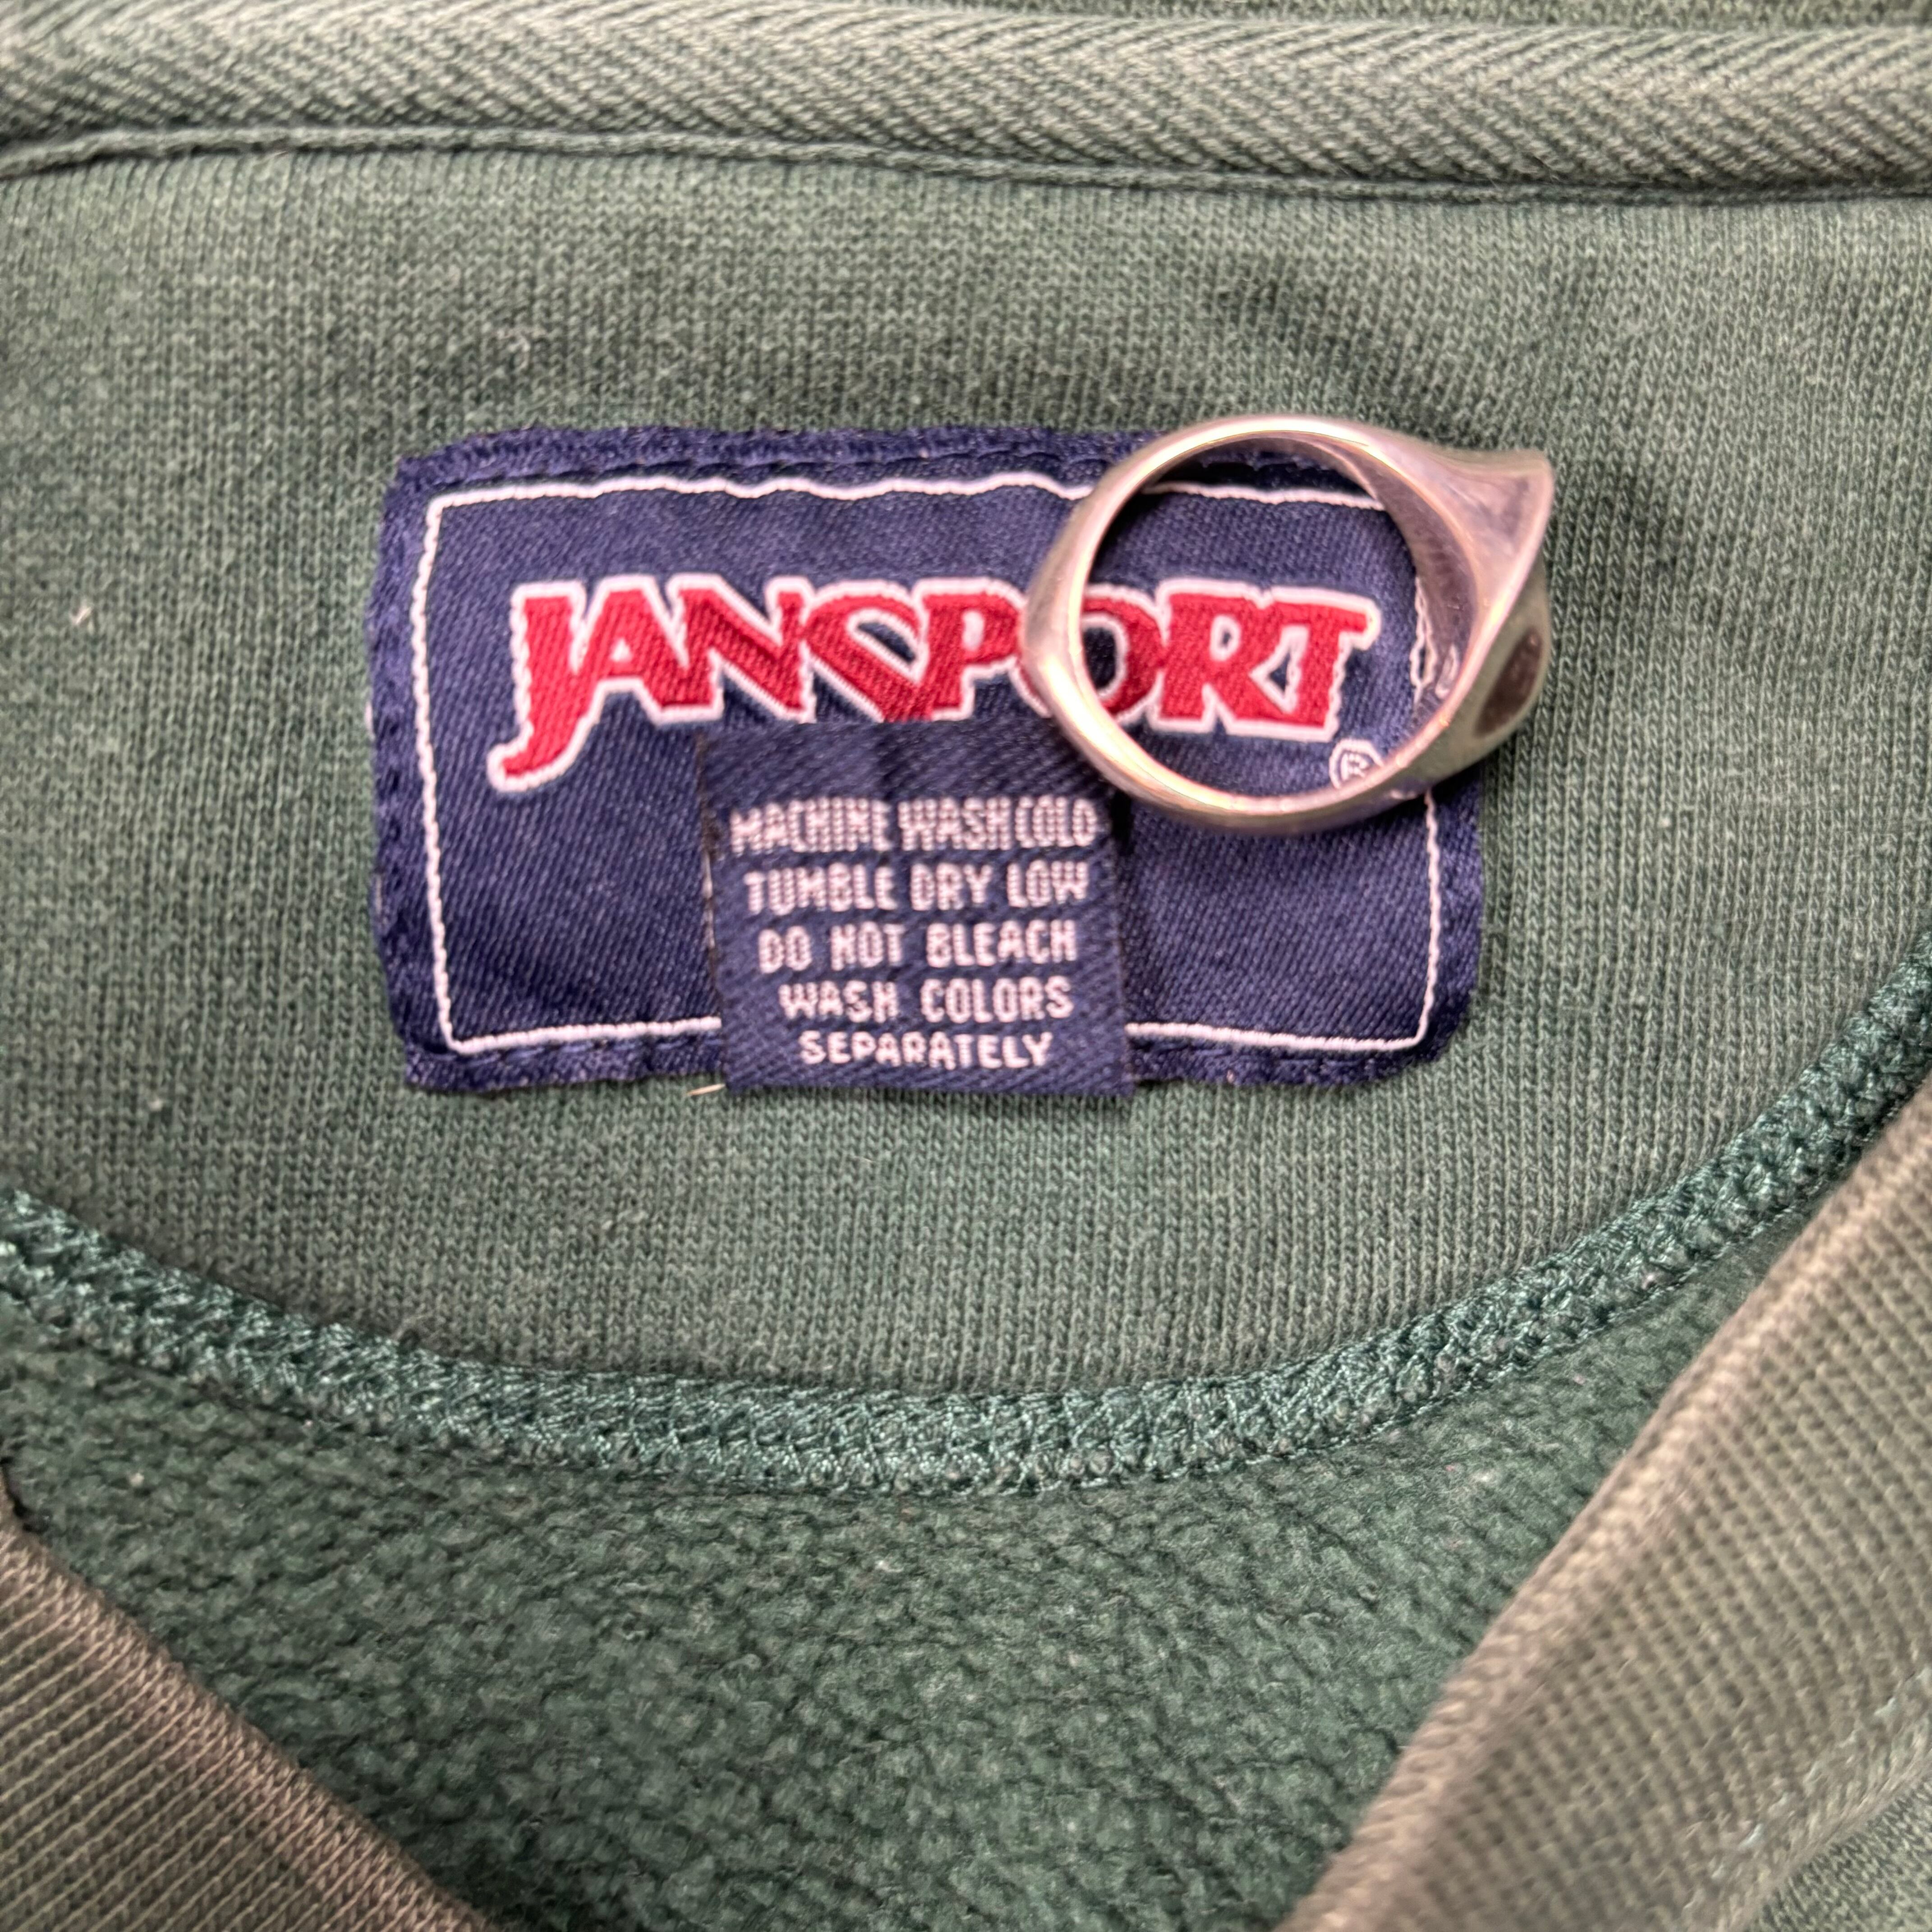 JANSPORT
®
MACHINE WASH COLD
TUMBLE DRY LOW
DO NOT BLEACH
WASH COLORS
SEPARATELY